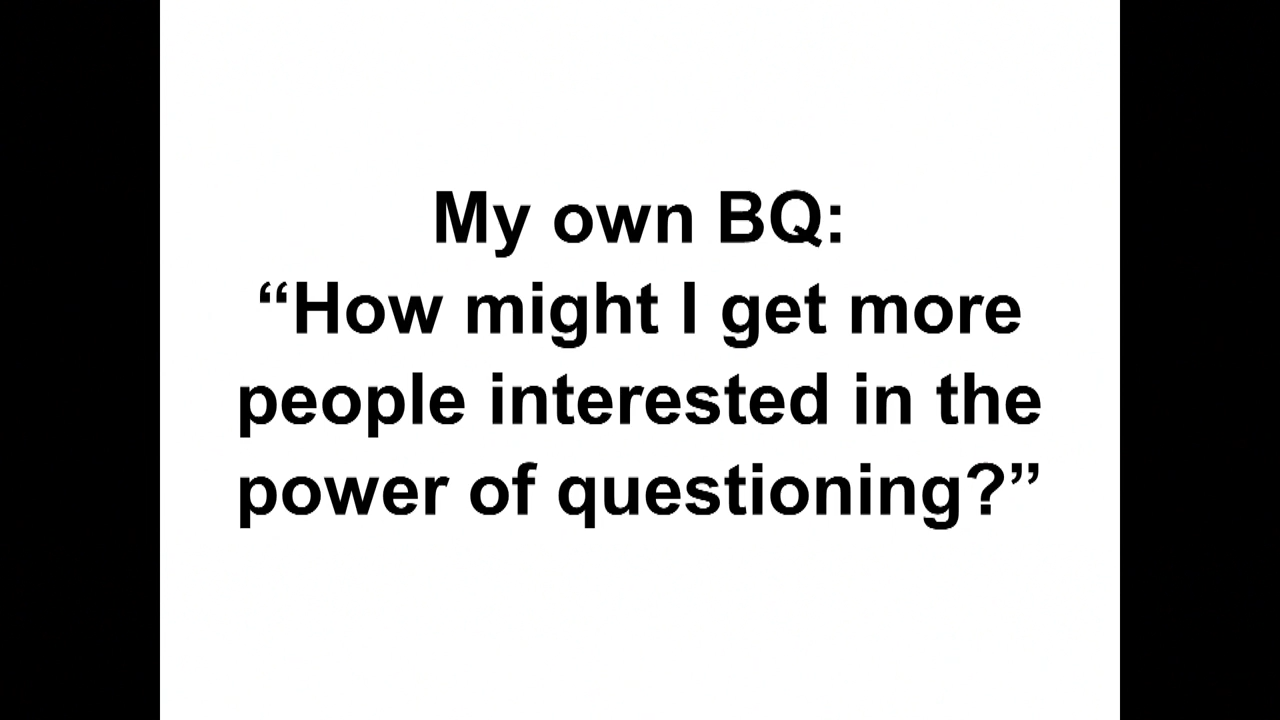 My own BQ:
“How might I get more
people interested in the
power of questioning?”